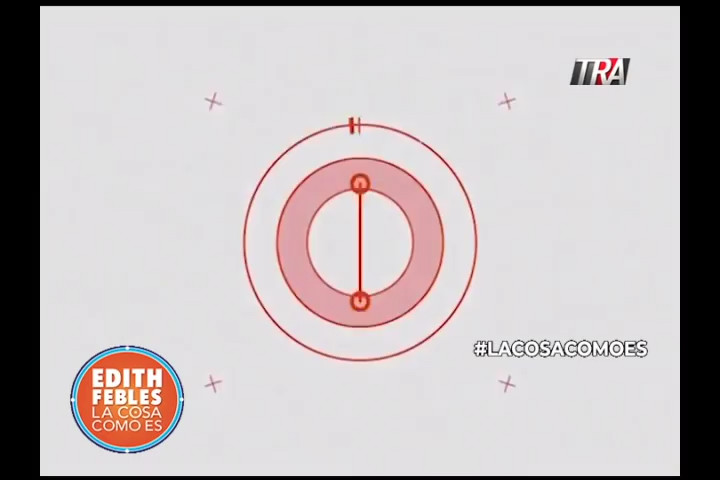 TRA
#LACOSACOMOES
EDITH
FEBLES
LA COSA
COMO ES